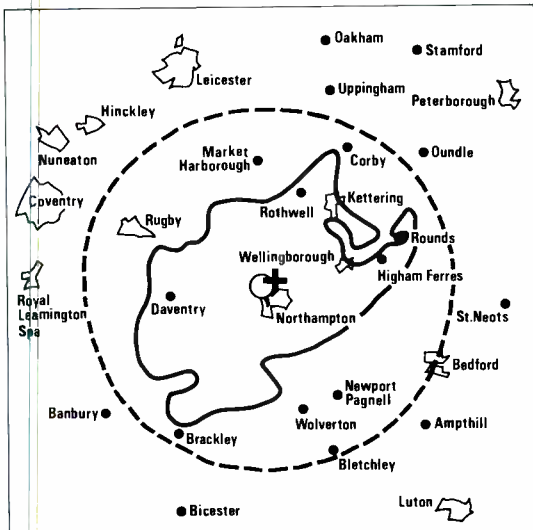 Oakham
Stamford
Leicester
Uppingham
Peterborough
Hinckley
Nuneaton
Market
Harborough
Corby
Oundle
Coventry
Rugby
Rothwell
Kettering
Rounds
Wellingborough
Higham Ferres
Royal
Leamington
Spa
Daventry
Northampton
St.Neots
Bedford
Newport
Pagnell
Banbury
Wolverton
Ampthill
Brackley
Bletchley
Bicester
Luton